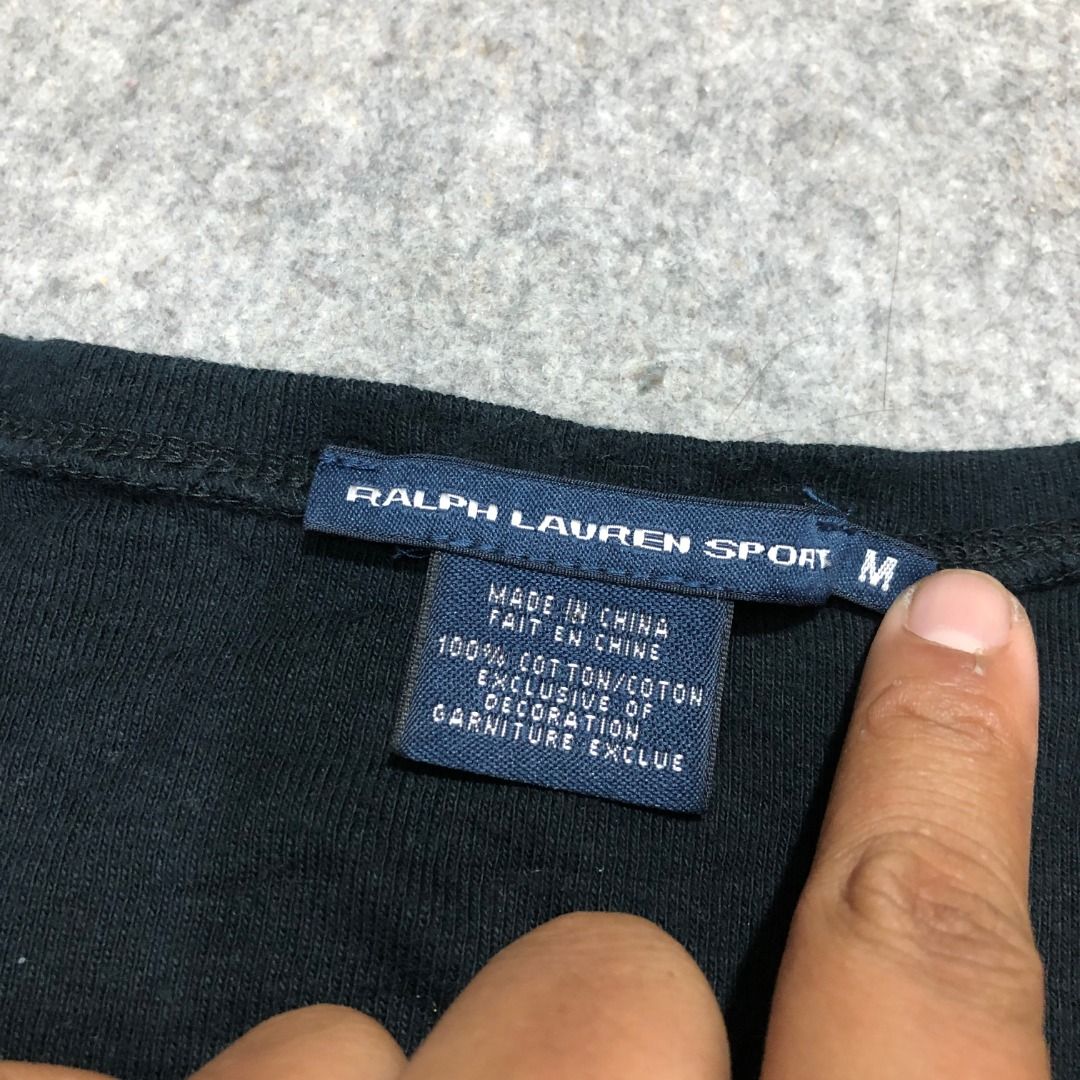 RALPH LAUREN SPORT M
MADE IN CHINA
FAIT EN CHINE
100% COTTON/COTON
EXCLUSIVE OF
DECORATION
GARNITURE EXCLUE